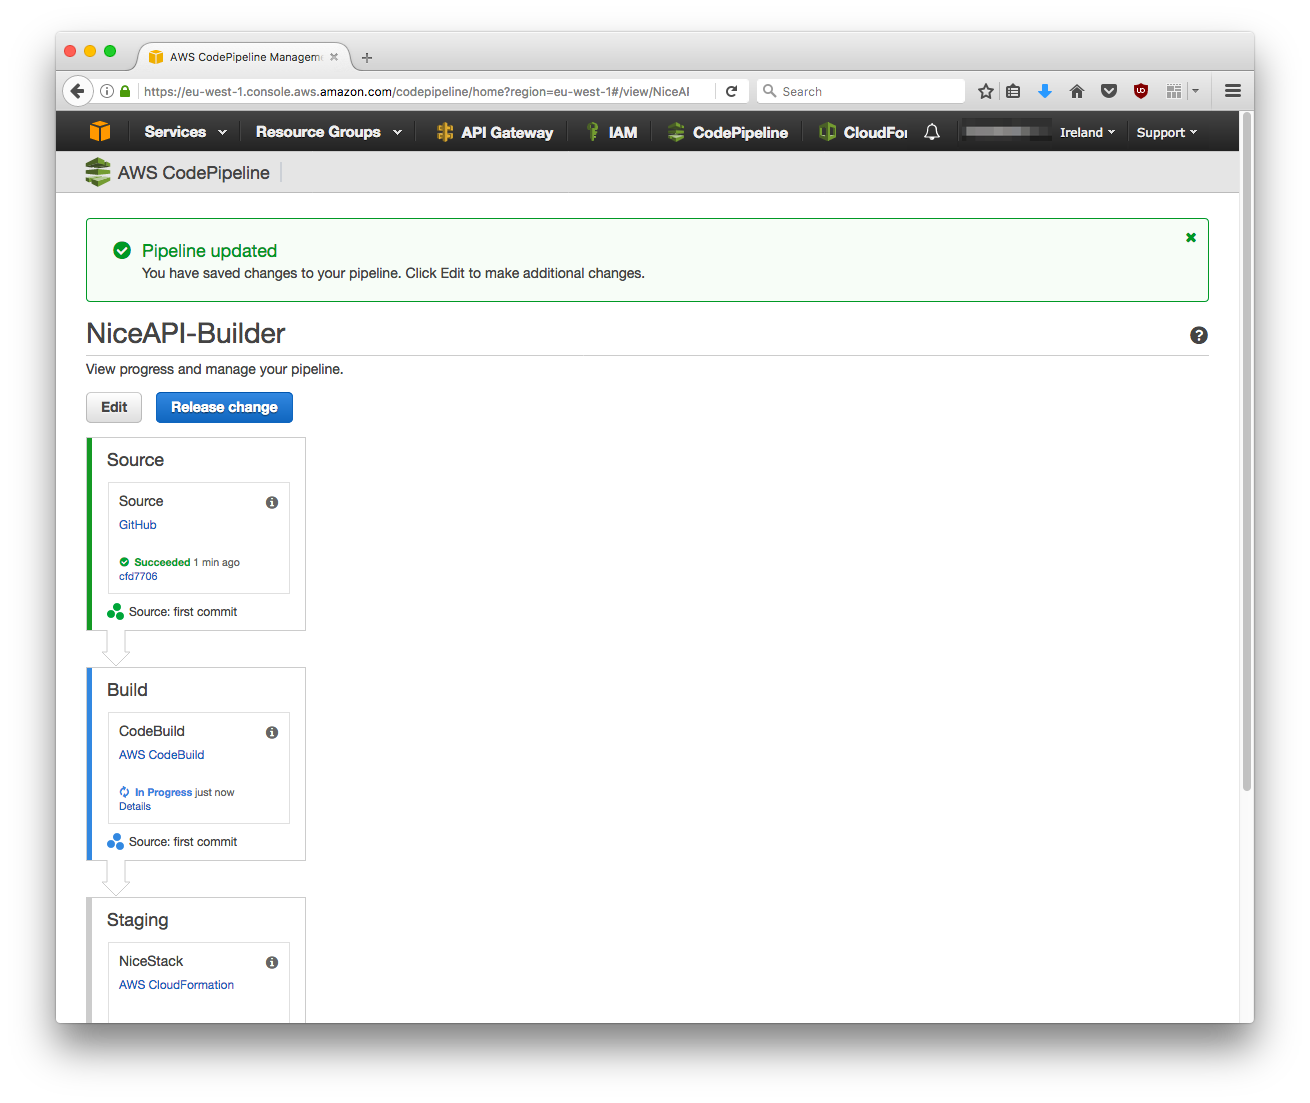 AWS CodePipeline Managem
https://eu-west-1.console.aws.amazon.com/codepipeline/home?region=eu-west-1#/view/NiceAPI
Search
Services
Resource Groups
API Gateway
IAM
CodePipeline
CloudFor
Ireland
Support
AWS CodePipeline
Pipeline updated
You have saved changes to your pipeline. Click Edit to make additional changes.
NiceAPI-Builder
View progress and manage your pipeline.
Edit
Release change
Source
Source
GitHub
Succeeded 1 min ago
cfd7706
Source: first commit
Build
CodeBuild
AWS CodeBuild
In Progress just now
Details
Source: first commit
Staging
NiceStack
AWS CloudFormation